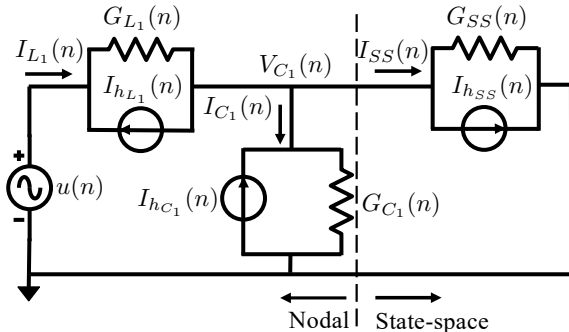 G_{L_1}(n)
G_{SS}(n)
I_{L_1}(n)
V_{C_1}(n)
I_{SS}(n)
I_{h_{L_1}}(n)
I_{h_{SS}}(n)
I_{C_1}(n)
+
u(n)
-
I_{h_{C_1}}(n)
G_{C_1}(n)
Nodal
State-space